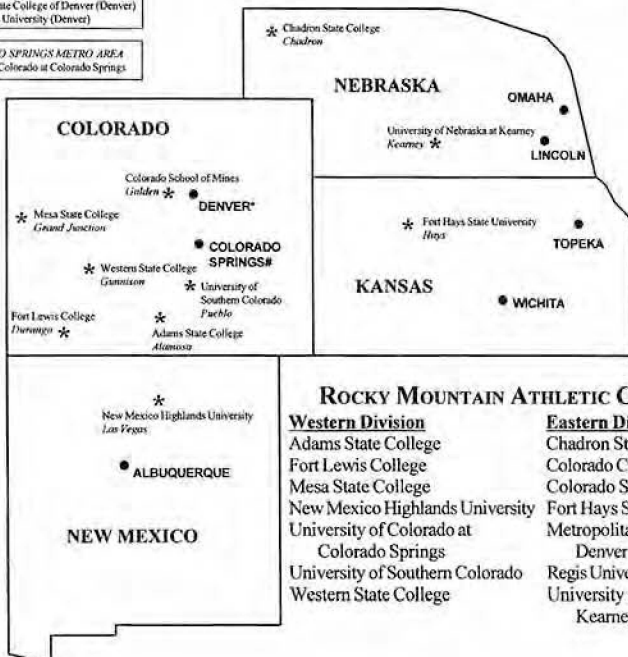 ate College of Denver (Denver)
University (Denver)
O SPRINGS METRO AREA
Colorado at Colorado Springs
* Chadron State College
Chadron
NEBRASKA
OMAHA
University of Nebraska at Kearney
Kearney *
LINCOLN
COLORADO
Colorado School of Mines
Golden *
DENVER*
* Mesa State College
Grand Junction
COLORADO
SPRINGS#
* Western State College
Gunnison
* University of
Southern Colorado
Pueblo
Fort Lewis College
Durango *
*
Adams State College
Alamosa
* Fort Hays State University
Hays
TOPEKA
KANSAS
WICHITA
*
New Mexico Highlands University
Las Vegas
ALBUQUERQUE
NEW MEXICO
ROCKY MOUNTAIN ATHLETIC C
Western Division
Adams State College
Fort Lewis College
Mesa State College
New Mexico Highlands University
University of Colorado at
Colorado Springs
University of Southern Colorado
Western State College
Eastern Di
Chadron St
Colorado C
Colorado S
Fort Hays S
Metropolita
Denver
Regis Unive
University
Kearne